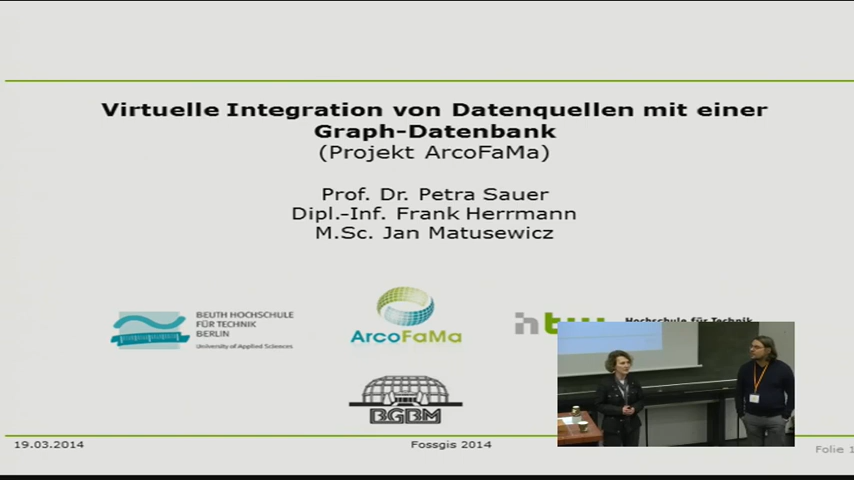 Virtuelle Integration von Datenquellen mit einer
Graph-Datenbank
(Projekt ArcoFaMa)
Prof. Dr. Petra Sauer
Dipl.-Inf. Frank Herrmann
M.Sc. Jan Matusewicz
BEUTH HOCHSCHULE
FÜR TECHNIK
BERLIN
University of Applied Sciences
ArcoFaMa
htw
Hochschule für Technik
BGBM
19.03.2014
Fossgis 2014
Folie 1